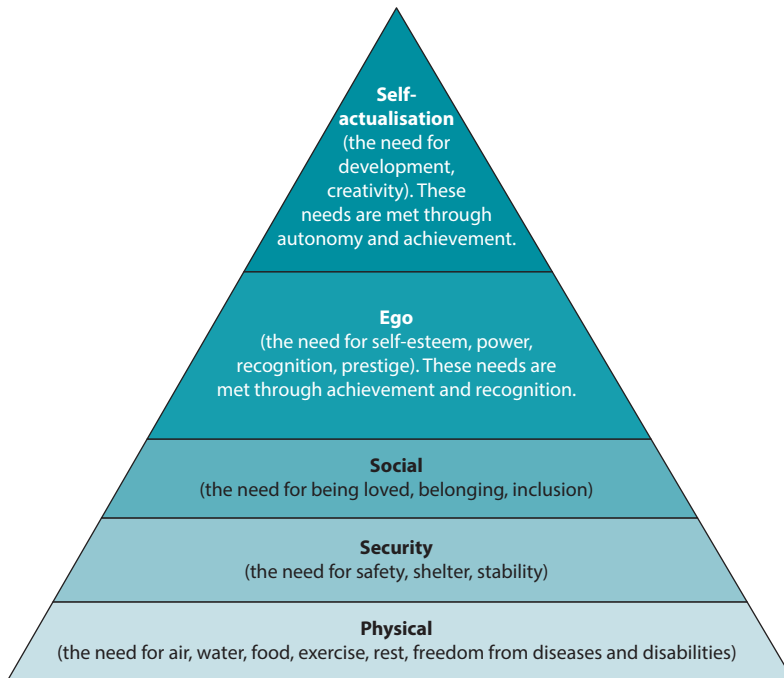 Self-
actualisation
(the need for
development,
creativity). These
needs are met through
autonomy and achievement.
Ego
(the need for self-esteem, power,
recognition, prestige). These needs are
met through achievement and recognition.
Social
(the need for being loved, belonging, inclusion)
Security
(the need for safety, shelter, stability)
Physical
(the need for air, water, food, exercise, rest, freedom from diseases and disabilities)